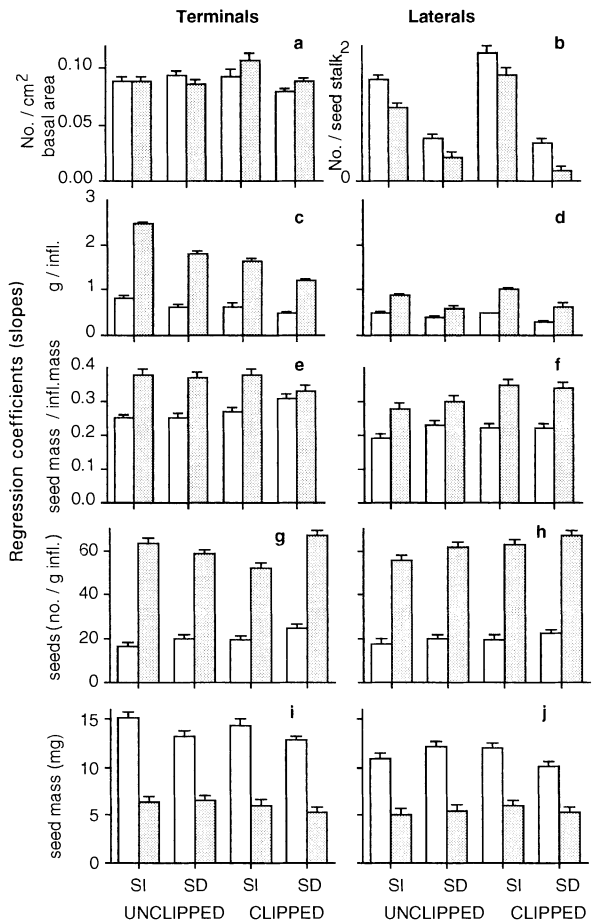 Terminals
Laterals
Regression coefficients (slopes)
No. / cm2
basal area
0.10
0.05
0.00
a
No. / seed stalk
2
2
1
0
b
g / infl.
3
2
1
0
c
d
seed mass / infl.mass
0.4
0.3
0.2
0.0
e
f
seeds (no. / g infl.)
60
40
20
0
g
h
seed mass (mg)
15
10
5
0
i
j
SI
SD
SI
SD
SI
SD
SI
SD
UNCLIPPED
CLIPPED
UNCLIPPED
CLIPPED